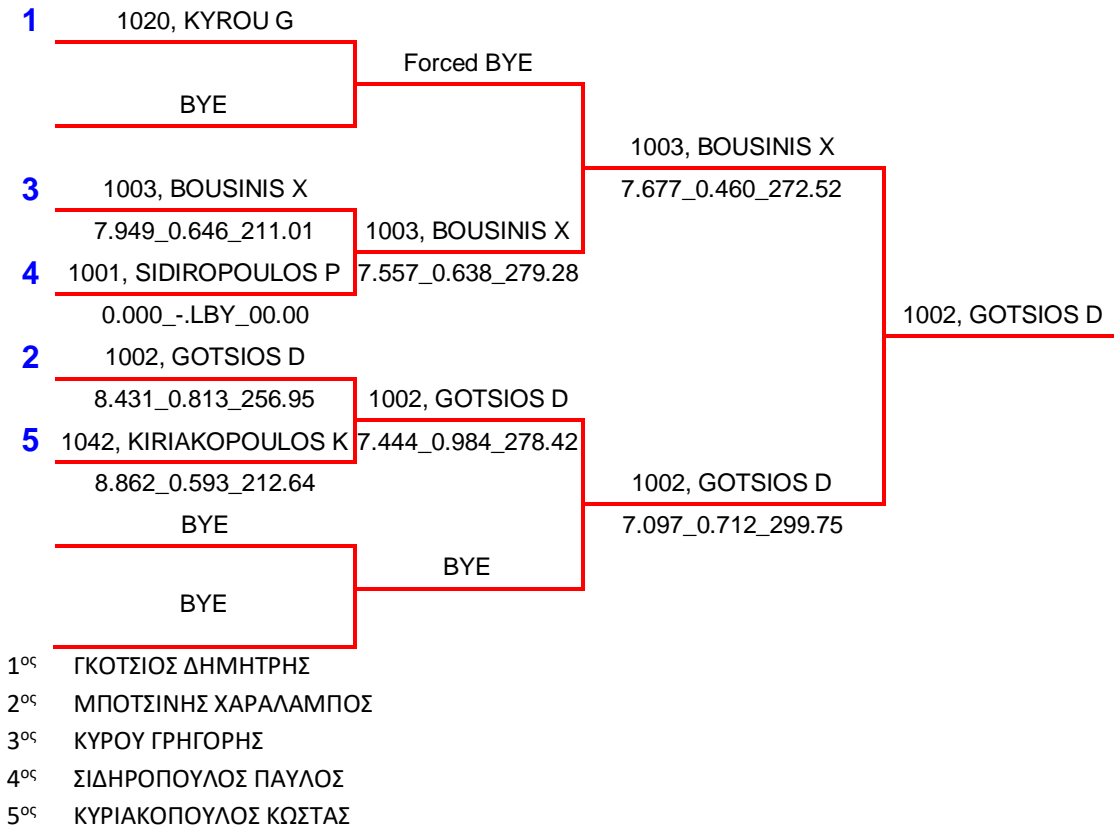 1 1020, KYROU G
Forced BYE
BYE
1003, BOUSINIS X
3 1003, BOUSINIS X
7.677_0.460_272.52
7.949_0.646_211.01
1003, BOUSINIS X
4 1001, SIDIROPOULOS P
7.557_0.638_279.28
0.000_-.LBY_00.00
1002, GOTSIOS D
2 1002, GOTSIOS D
8.431_0.813_256.95
1002, GOTSIOS D
5 1042, KIRIAKOPOULOS K
7.444_0.984_278.42
8.862_0.593_212.64
1002, GOTSIOS D
BYE
7.097_0.712_299.75
BYE
BYE
1ος ΓΚΟΤΣΙΟΣ ΔΗΜΗΤΡΗΣ
2ος ΜΠΟΤΣΙΝΗΣ ΧΑΡΑΛΑΜΠΟΣ
3ος ΚΥΡΟΥ ΓΡΗΓΟΡΗΣ
4ος ΣΙΔΗΡΟΠΟΥΛΟΣ ΠΑΥΛΟΣ
5ος ΚΥΡΙΑΚΟΠΟΥΛΟΣ ΚΩΣΤΑΣ